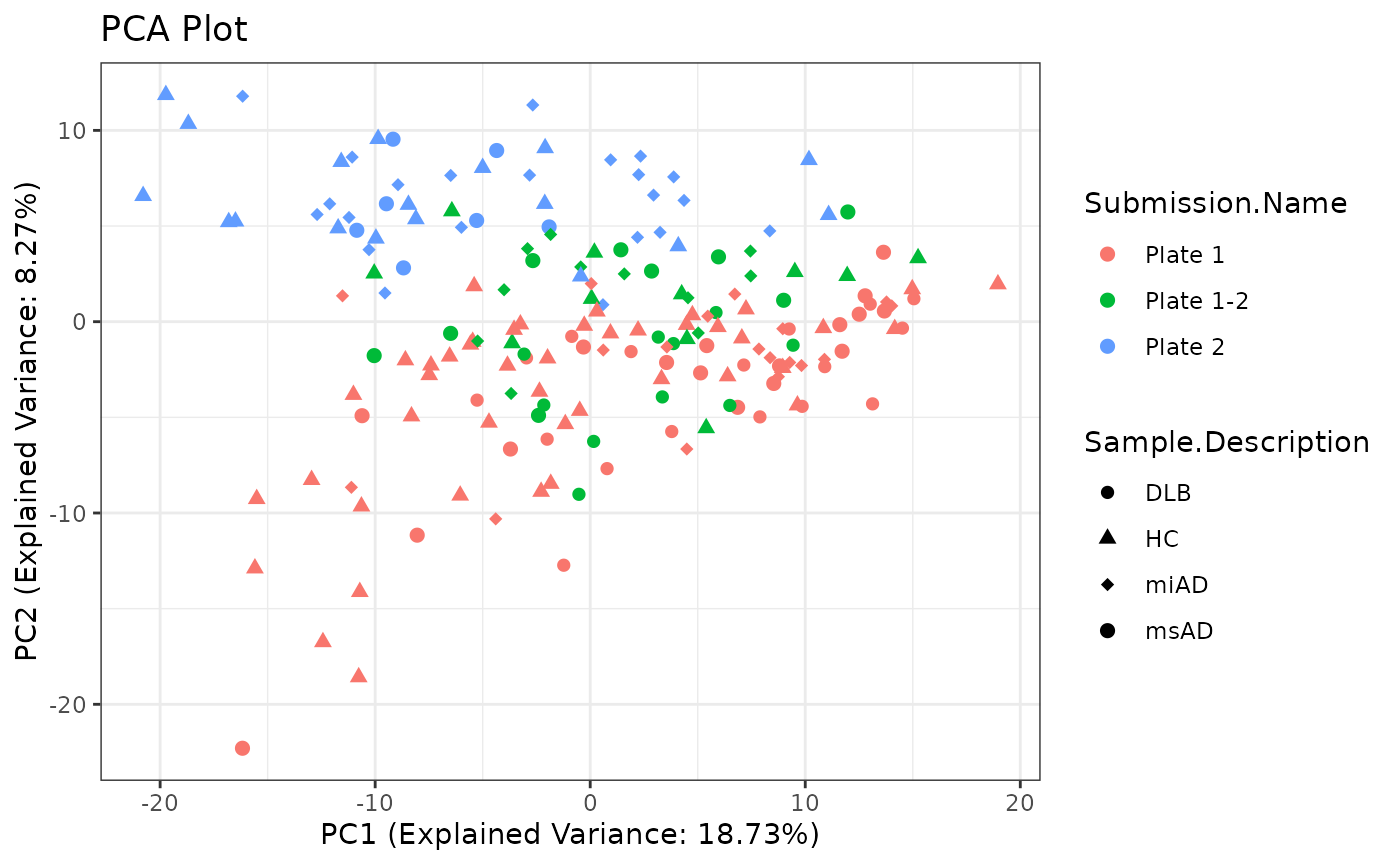 PCA Plot
10
0
-10
-20
PC2 (Explained Variance: 8.27%)
-20
-10
0
10
20
PC1 (Explained Variance: 18.73%)
Submission.Name
Plate 1
Plate 1-2
Plate 2
Sample.Description
DLB
HC
miAD
msAD